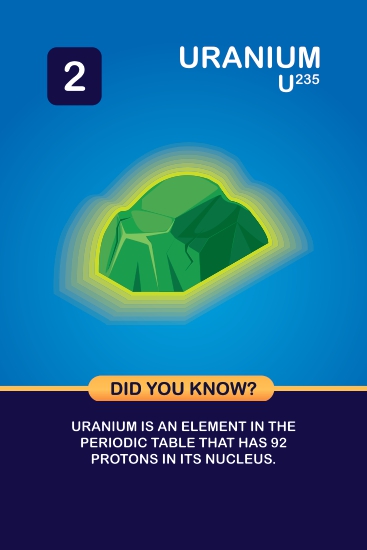 2
URANIUM
U235
DID YOU KNOW?
URANIUM IS AN ELEMENT IN THE
PERIODIC TABLE THAT HAS 92
PROTONS IN ITS NUCLEUS.